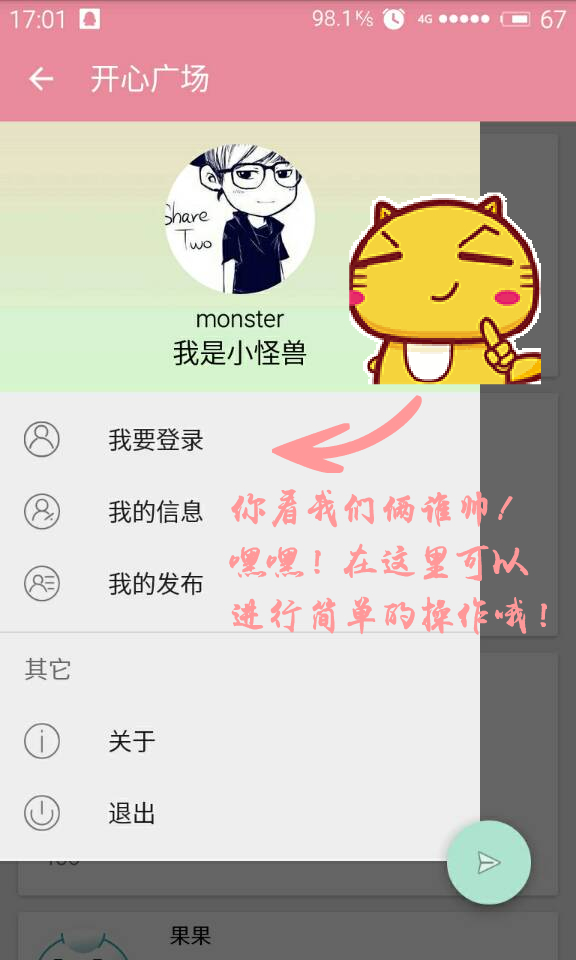 17:01 98.1K/s 4G 67
开心广场
Share
Two
monster
我是小怪兽
我要登录
我的信息
我的发布
你看我们俩谁帅!
嘿嘿!在这里可以
进行简单的操作哦!
其它
关于
退出
果果